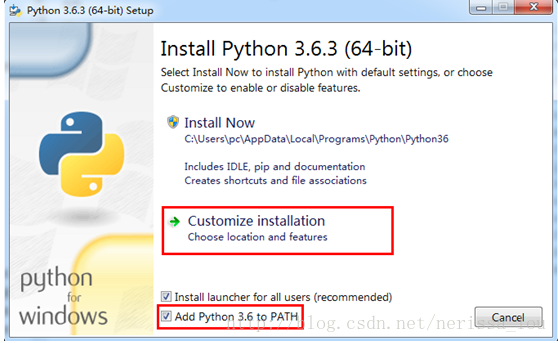 Python 3.6.3 (64-bit) Setup
Install Python 3.6.3 (64-bit)
Select Install Now to install Python with default settings, or choose
Customize to enable or disable features.
Install Now
C:\Users\pc\AppData\Local\Programs\Python\Python36
Includes IDLE, pip and documentation
Creates shortcuts and file associations
Customize installation
Choose location and features
python
for
windows
Install launcher for all users (recommended)
Add Python 3.6 to PATH
Cancel
http://blog.csdn.net/nerissa_lou